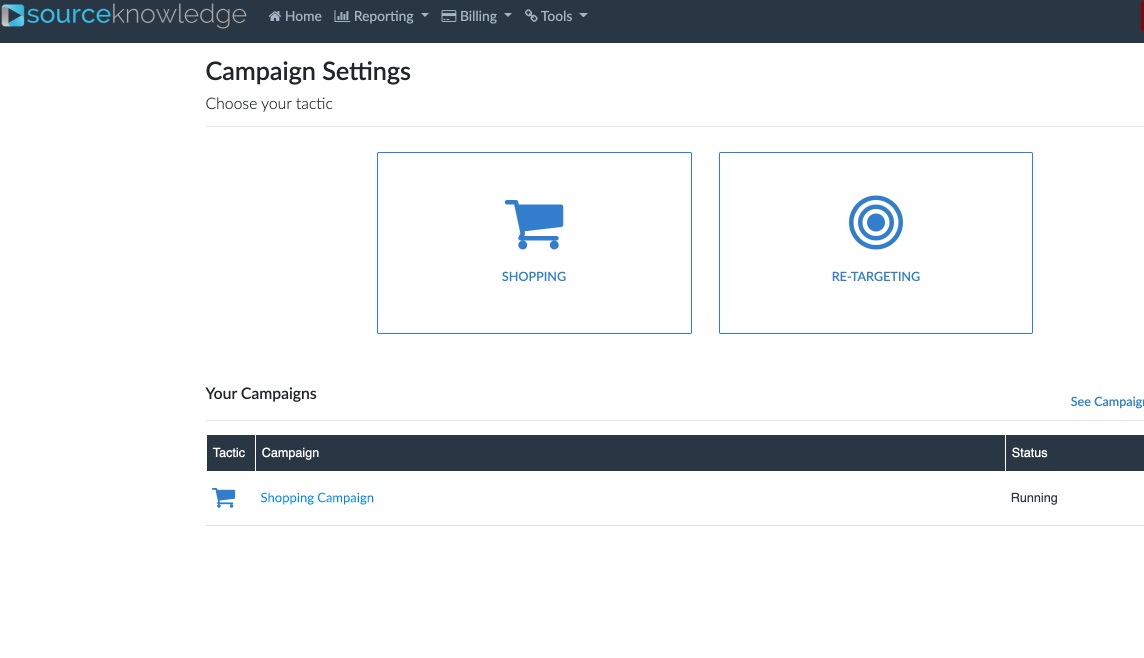 sourceknowledge Home Reporting Billing Tools
Campaign Settings
Choose your tactic
SHOPPING RE-TARGETING
Your Campaigns
See Campaign
Tactic Campaign Status
Shopping Campaign Running